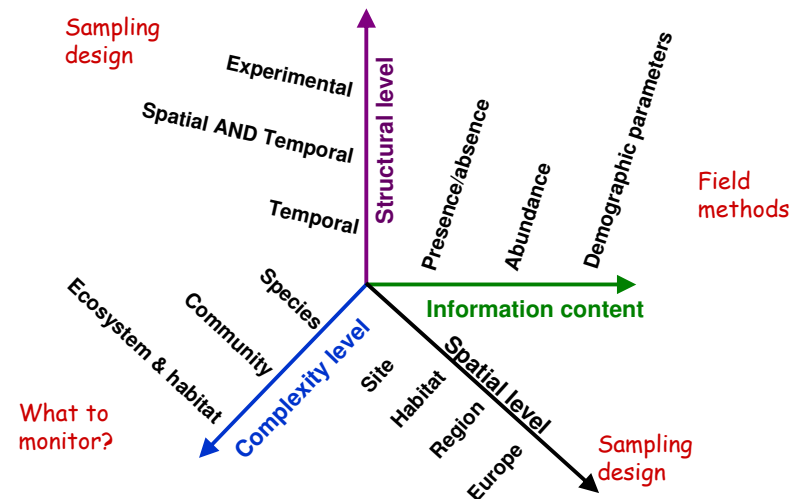 Sampling
design
Experimental
Spatial AND Temporal
Temporal
Structural level
Presence/absence
Abundance
Demographic parameters
Field
methods
Information content
Species
Community
Ecosystem & habitat
Complexity level
What to
monitor?
Spatial level
Site
Habitat
Region
Europe
Sampling
design